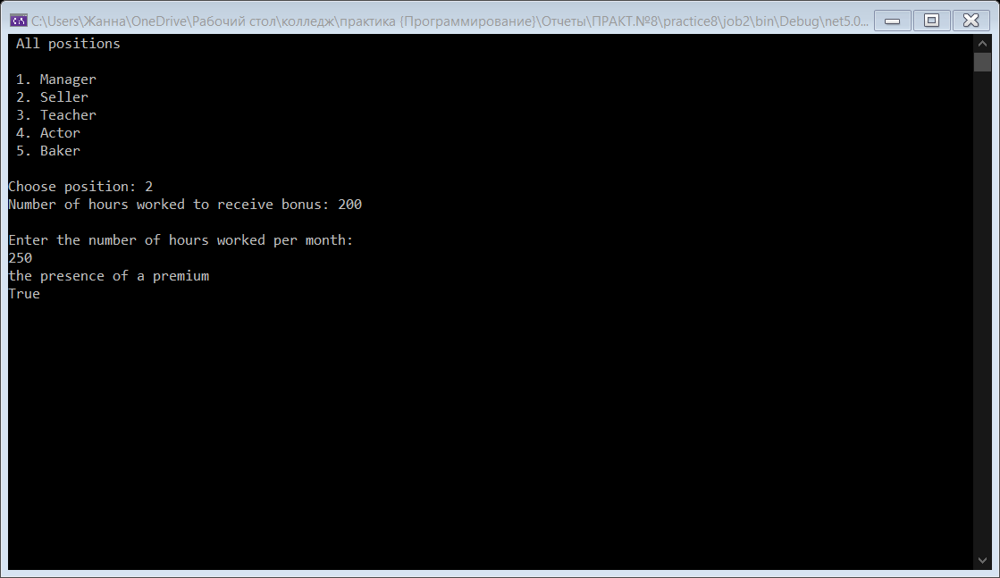 C:\Users\Жанна\OneDrive\Рабочий стол\колледж\практика {Программирование}\Отчеты\ПРАКТ.№8\practice8\job2\bin\Debug\net5.0...
All positions
1. Manager
2. Seller
3. Teacher
4. Actor
5. Baker
Choose position: 2
Number of hours worked to receive bonus: 200
Enter the number of hours worked per month:
250
the presence of a premium
True